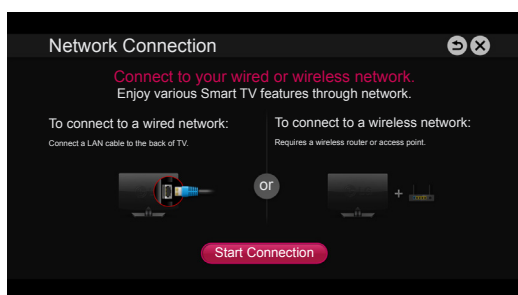 Network Connection
Connect to your wired or wireless network.
Enjoy various Smart TV features through network.
To connect to a wired network:
Connect a LAN cable to the back of TV.
or
To connect to a wireless network:
Requires a wireless router or access point.
+
Start Connection